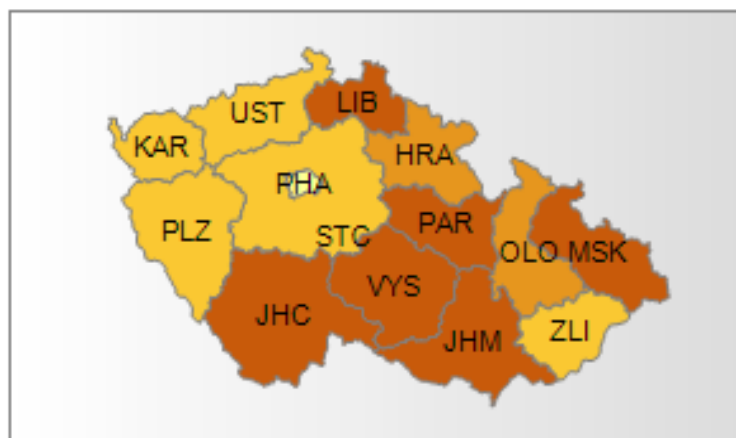 LIB
UST
KAR
HRA
PHA
PAR
PLZ
STC
OLO MSK
VYS
JHC
ZLI
JHM